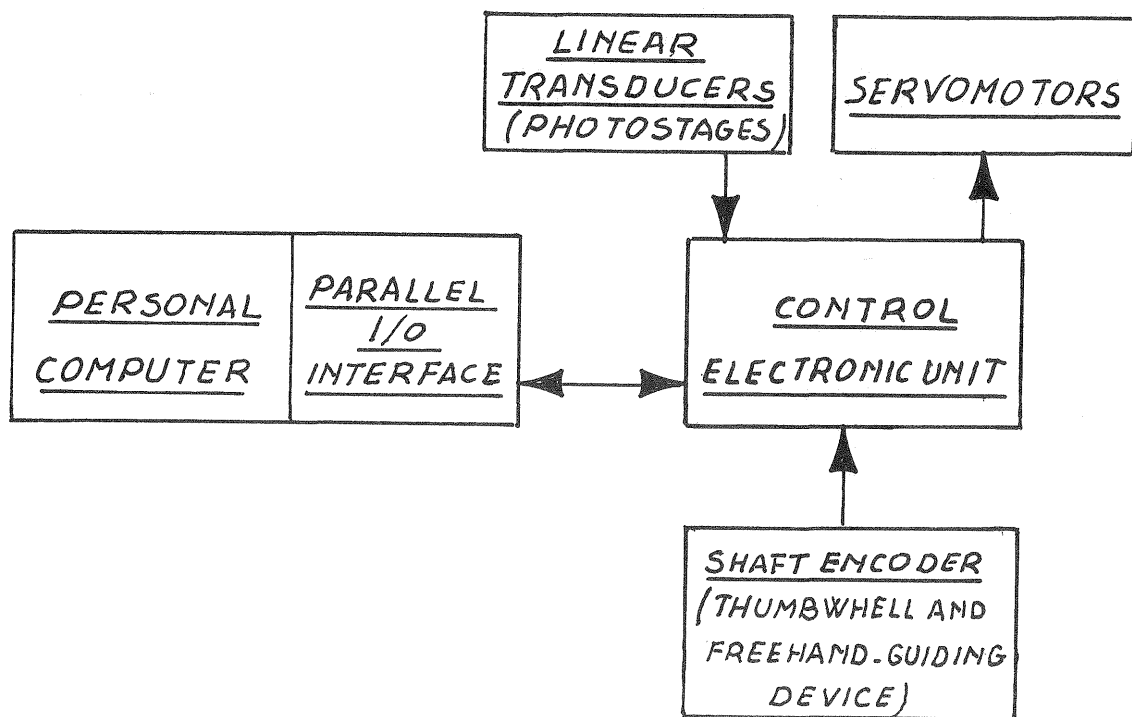 LINEAR
TRANSDUCERS
(PHOTOSTAGES)
SERVOMOTORS
PERSONAL
COMPUTER
PARALLEL
I/O
INTERFACE
CONTROL
ELECTRONIC UNIT
SHAFT ENCODER
(THUMBWHELL AND
FREEHAND-GUIDING
DEVICE)